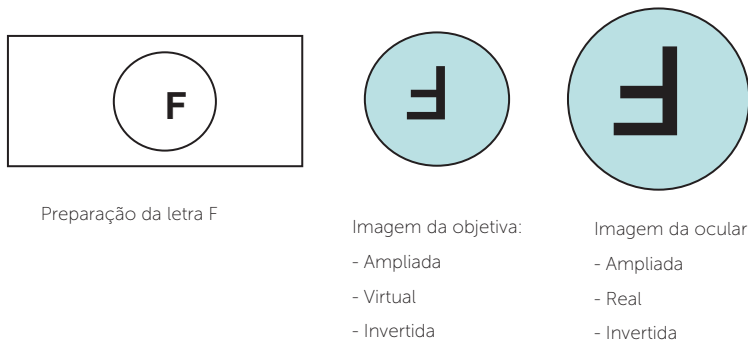 F
Preparação da letra F
Imagem da objetiva:
- Ampliada
- Virtual
- Invertida
F
Imagem da ocular
- Ampliada
- Real
- Invertida
F